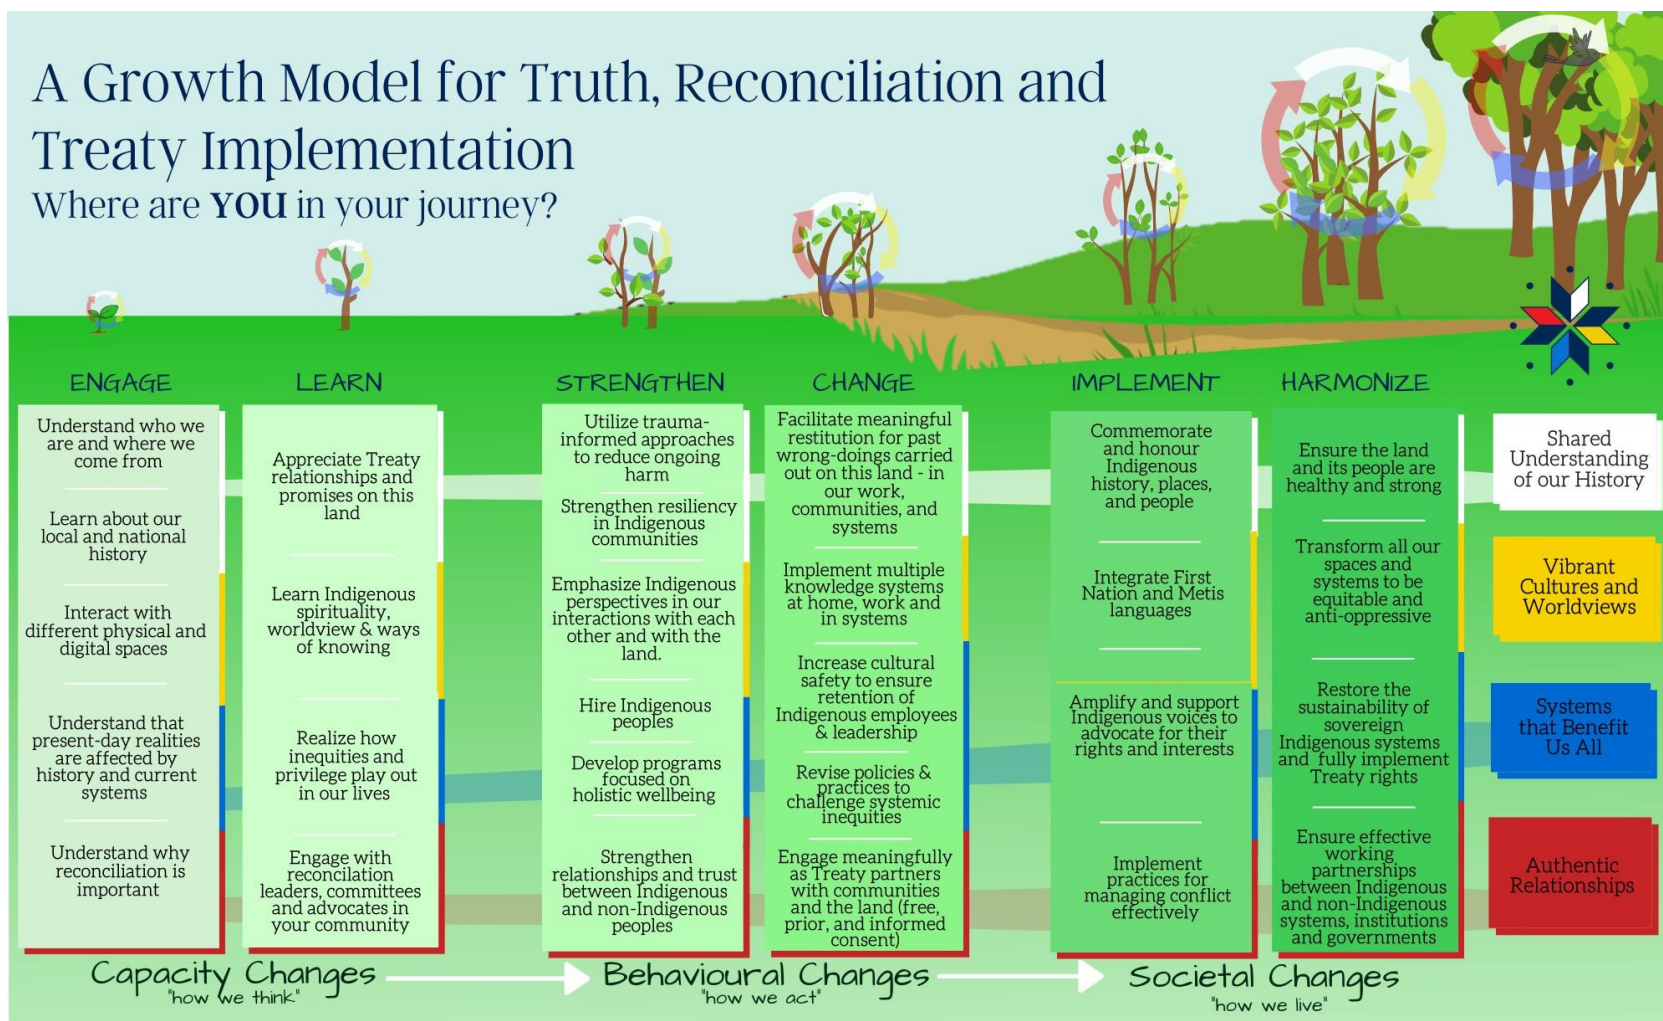 A Growth Model for Truth, Reconciliation and
Treaty Implementation
Where are YOU in your journey?
ENGAGE
Understand who we
are and where we
come from
Learn about our
local and national
history
Interact with
different physical and
digital spaces
Understand that
present-day realities
are affected by
history and current
systems
Understand why
reconciliation is
important
LEARN
Appreciate Treaty
relationships and
promises on this
land
Learn Indigenous
spirituality,
worldview & ways
of knowing
Realize how
inequities and
privilege play out
in our lives
Engage with
reconcilation
leaders, committees
and advocates in
your community
STRENGTHEN
Utilize trauma-
informed approaches
to reduce ongoing
harm
Strengthen resiliency
in Indigenous
communities
Emphasize Indigenous
perspectives in our
interactions with each
other and with the
land.
Hire Indigenous
peoples
Develop programs
focused on
holistic wellbeing
Strengthen
relationships and trust
between Indigenous
and non-Indigenous
peoples
CHANGE
Facilitate meaningful
restitution for past
wrong-doings carried
out on this land - in
our work,
communities, and
systems
Implement multiple
knowledge systems
at home, work and
in systems
Increase cultural
safety to ensure
retention of
Indigenous employees
& leadership
Revise policies &
practices to
challenge systemic
inequities
Engage meaningfully
as Treaty partners
with communities
and the land (free,
prior, and informed
consent)
IMPLEMENT
Commemorate
and honour
Indigenous
history, places,
and people
Integrate First
Nation and Metis
languages
Amplify and support
Indigenous voices to
advocate for their
rights and interests
Implement
practices for
managing conflict
effectively
HARMONIZE
Ensure the land
and its people are
healthy and strong
Transform all our
spaces and
systems to be
equitable and
anti-oppressive
Restore the
sustainability of
sovereign
Indigenous systems
and fully implement
Treaty rights
Ensure effective
working
partnerships
between Indigenous
and non-Indigenous
systems, institutions
and governments
Shared
Understanding
of our History
Vibrant
Cultures and
Worldviews
Systems
that Benefit
Us All
Authentic
Relationships
Capacity Changes
"how we think"
Behavioural Changes
"how we act"
Societal Changes
"how we live"